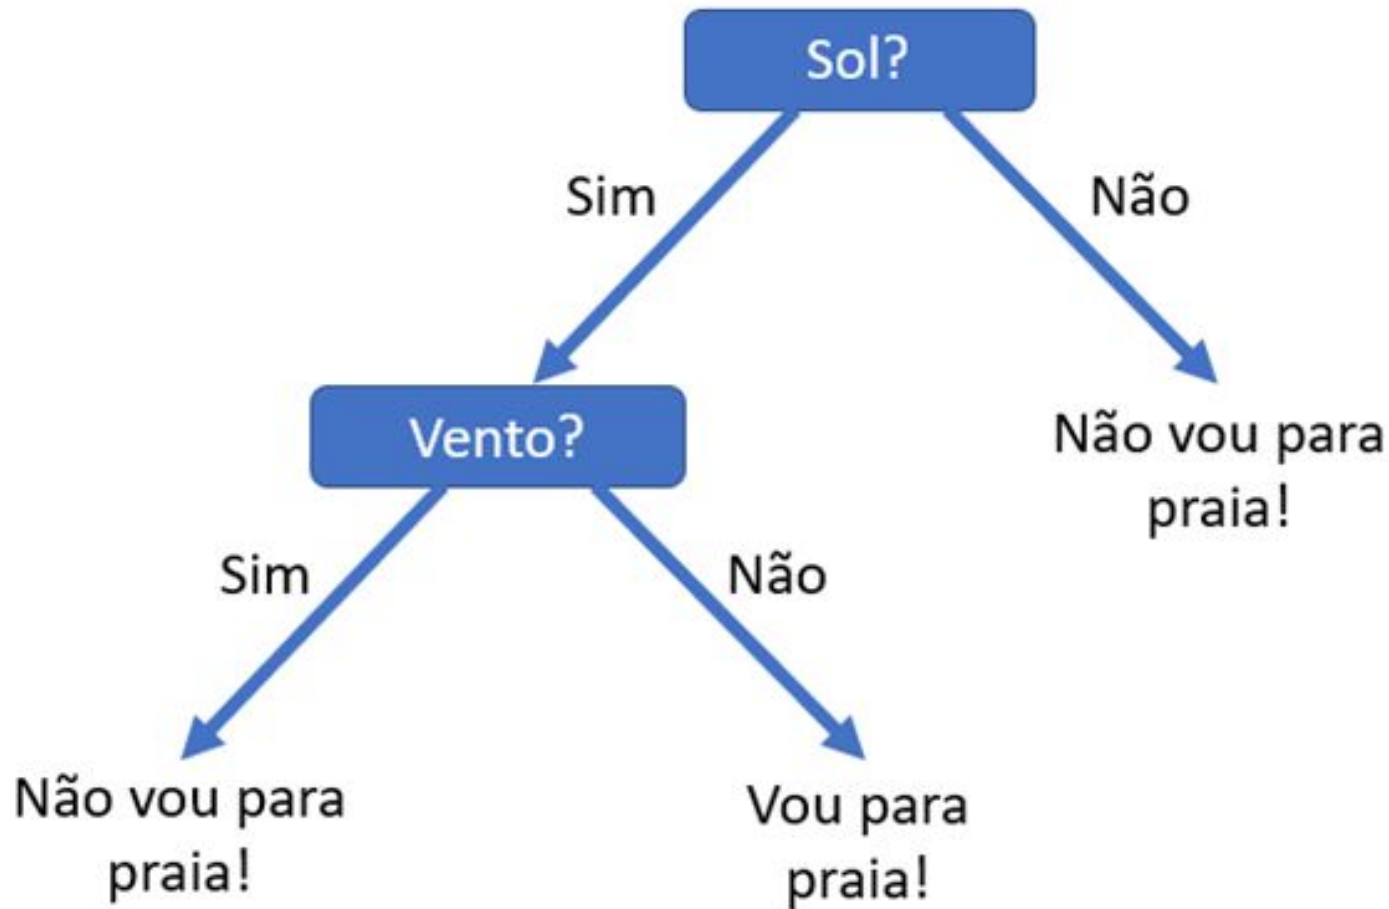 Sol?
Sim
Não
Vento?
Não vou para
praia!
Sim
Não
Não vou para
praia!
Vou para
praia!